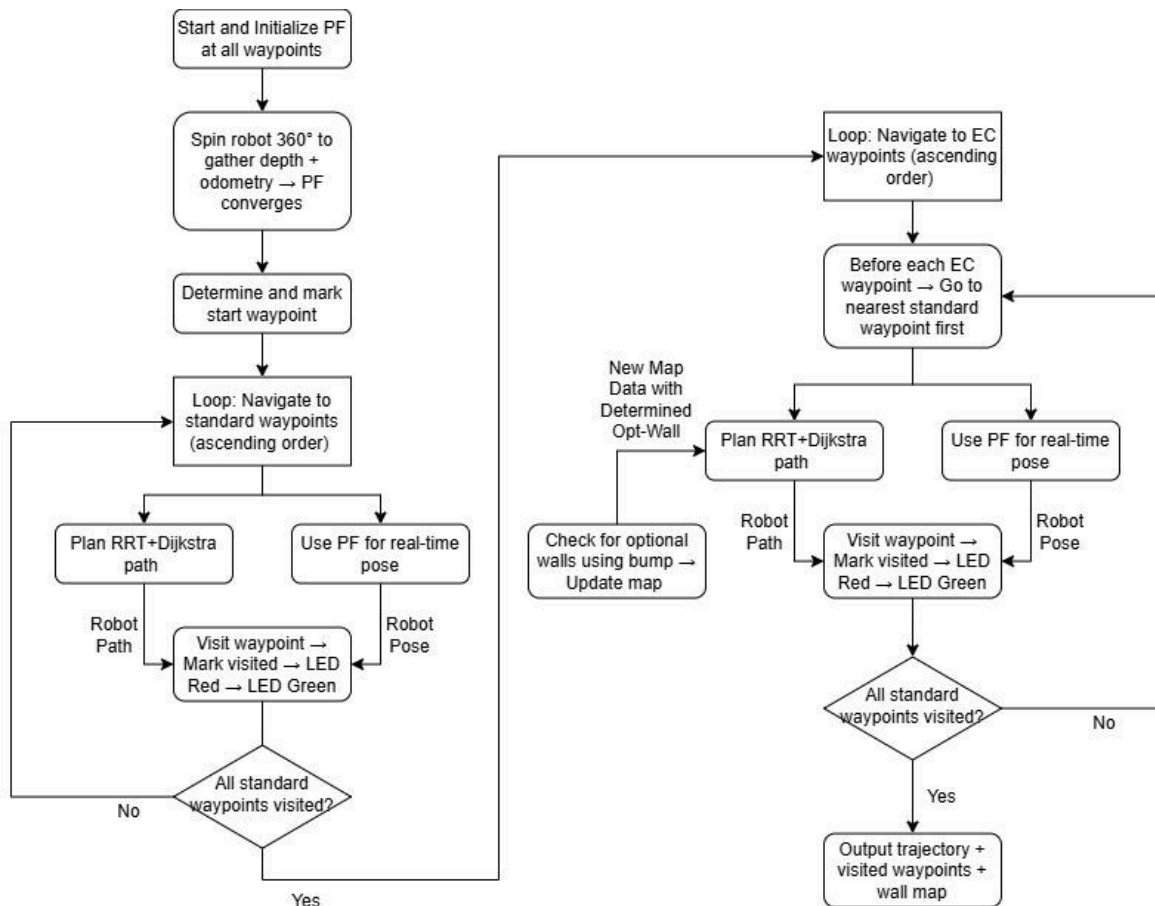 Start and Initialize PF
at all waypoints
Spin robot 360° to
gather depth +
odometry → PF
converges
Determine and mark
start waypoint
Loop: Navigate to
standard waypoints
(ascending order)
Plan RRT+Dijkstra
path
Use PF for real-time
pose
Robot
Path
Robot
Pose
Visit waypoint →
Mark visited → LED
Red → LED Green
All standard
waypoints visited?
No
Yes
Loop: Navigate to EC
waypoints (ascending
order)
Before each EC
waypoint → Go to
nearest standard
waypoint first
New Map
Data with
Determined
Opt-Wall
Plan RRT+Dijkstra
path
Use PF for real-time
pose
Check for optional
walls using bump →
Update map
Robot
Path
Robot
Pose
Visit waypoint →
Mark visited → LED
Red → LED Green
All standard
waypoints visited?
No
Yes
Output trajectory +
visited waypoints +
wall map